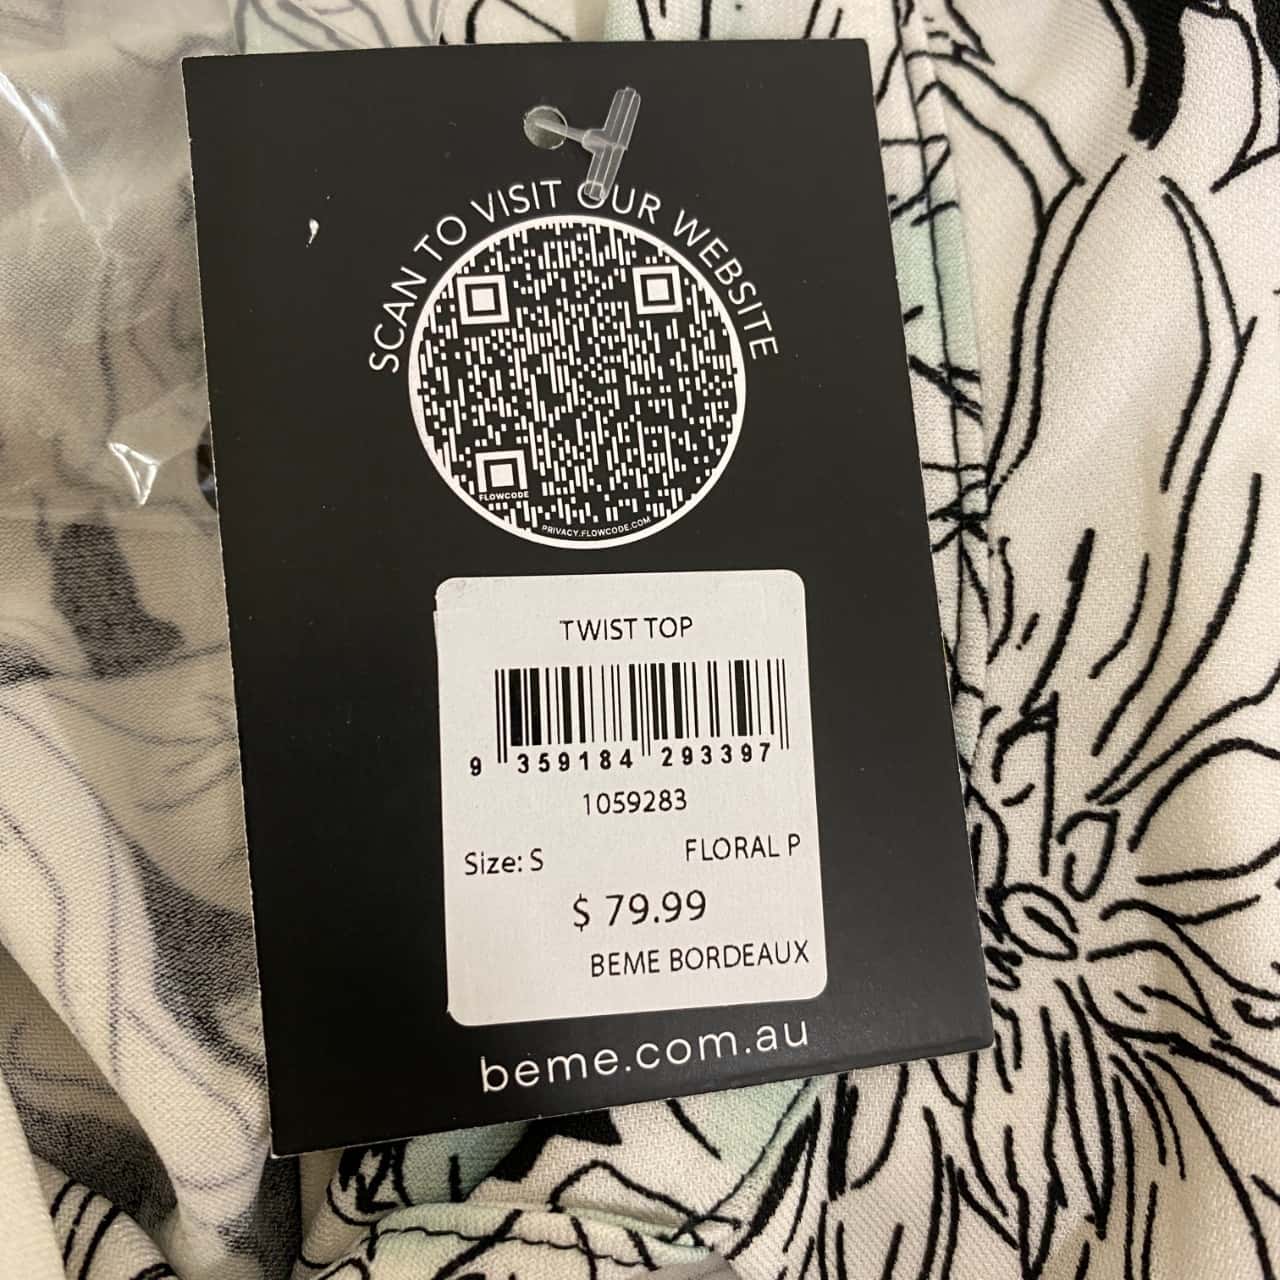 SCAN TO VISIT OUR WEBSITE
FLOWCODE
PRIVACY.FLOWCODE.COM
TWIST TOP
9 359184 293397
1059283
Size: S FLORAL P
$ 79.99
BEME BORDEAUX
beme.com.au